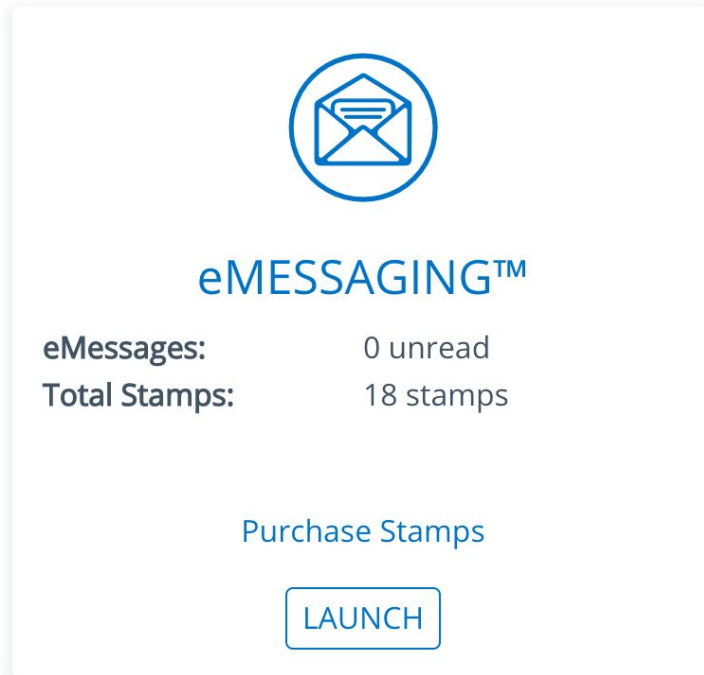 eMESSAGING™
eMessages: 0 unread
Total Stamps: 18 stamps
Purchase Stamps
LAUNCH